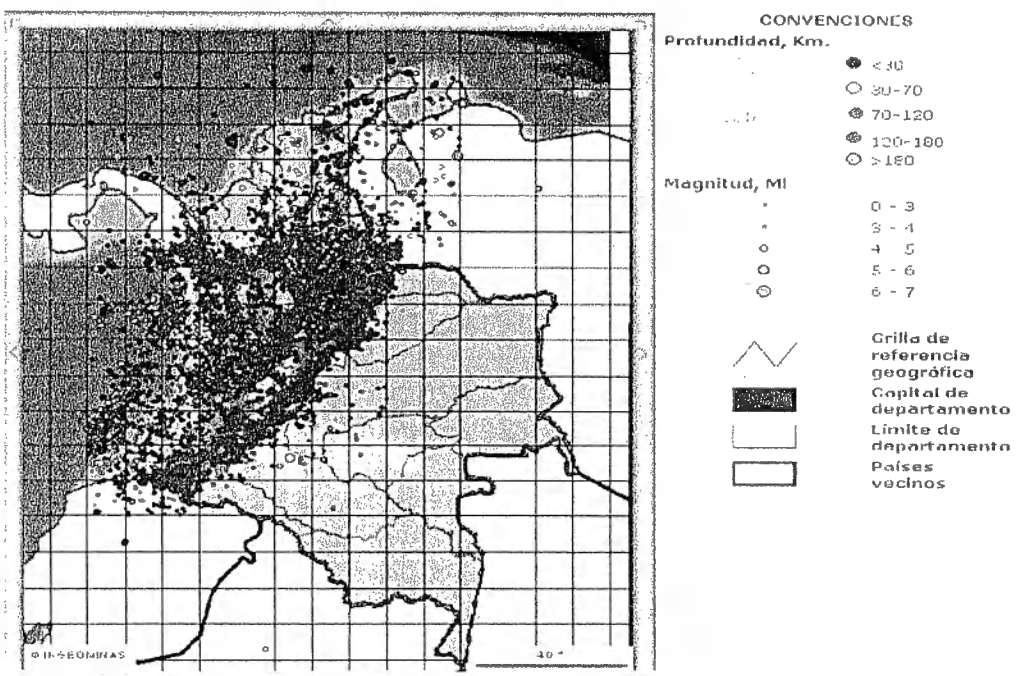 CONVENCIONES
Profundidad, Km.
<30
30-70
70-120
120-180
>180
Magnitud, Ml
0 - 3
3 - 4
4 - 5
5 - 6
6 - 7
Grilla de
referencia
geográfica
Capital de
departamento
Límite de
departamento
Países
vecinos
© INGEOMINAS